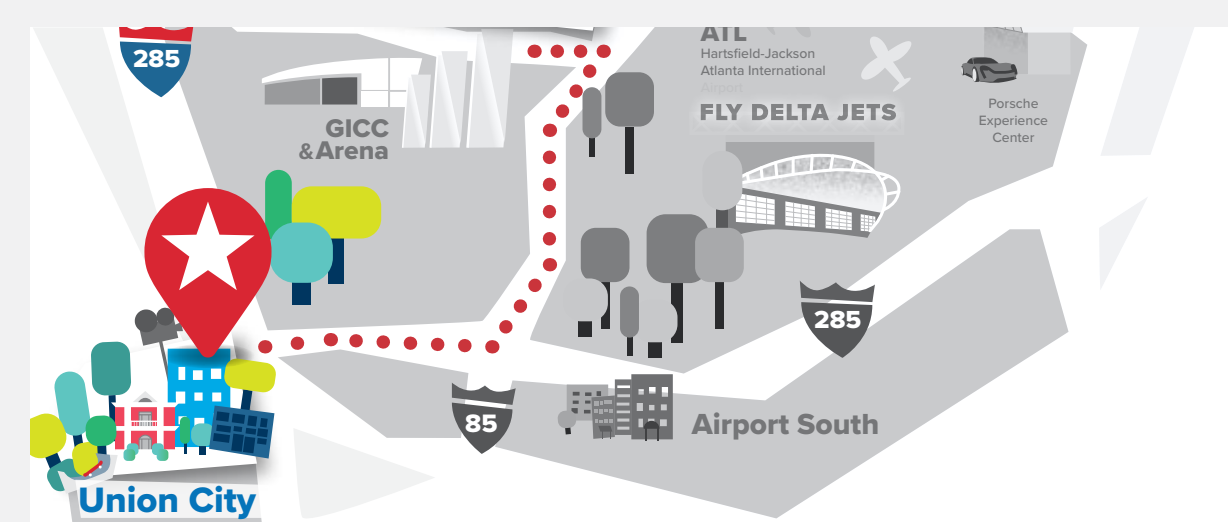 285
ATL
Hartsfield-Jackson
Atlanta International
Airport
FLY DELTA JETS
Porsche
Experience
Center
GICC
&Arena
285
85
Airport South
Union City